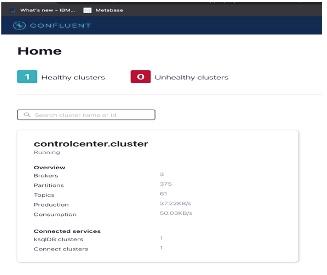 What's new – IBM...
Metabase
CONFLUENT
Home
1 Healthy clusters
0 Unhealthy clusters
Search cluster name or id
controlcenter.cluster
Running
Overview
Brokers 3
Partitions 375
Topics 61
Production
Consumption 50.03KB/s
Connected services
ksqlDB clusters 1
Connect clusters 1